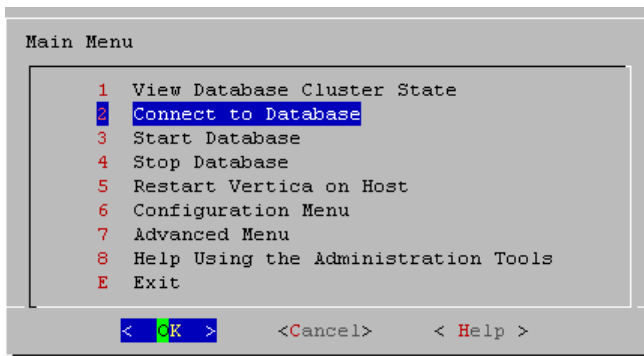 Main Menu
1 View Database Cluster State
2 Connect to Database
3 Start Database
4 Stop Database
5 Restart Vertica on Host
6 Configuration Menu
7 Advanced Menu
8 Help Using the Administration Tools
E Exit
< OK > <Cancel> < Help >